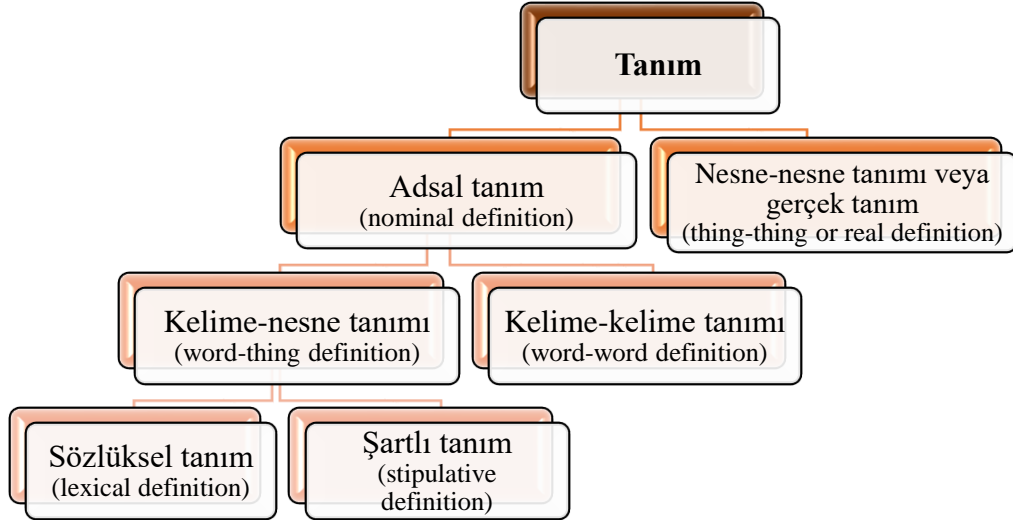 Tanım
Adsal tanım
(nominal definition)
Nesne-nesne tanımı veya
gerçek tanım
(thing-thing or real definition)
Kelime-nesne tanımı
(word-thing definition)
Kelime-kelime tanımı
(word-word definition)
Sözlüksel tanım
(lexical definition)
Şartlı tanım
(stipulative
definition)